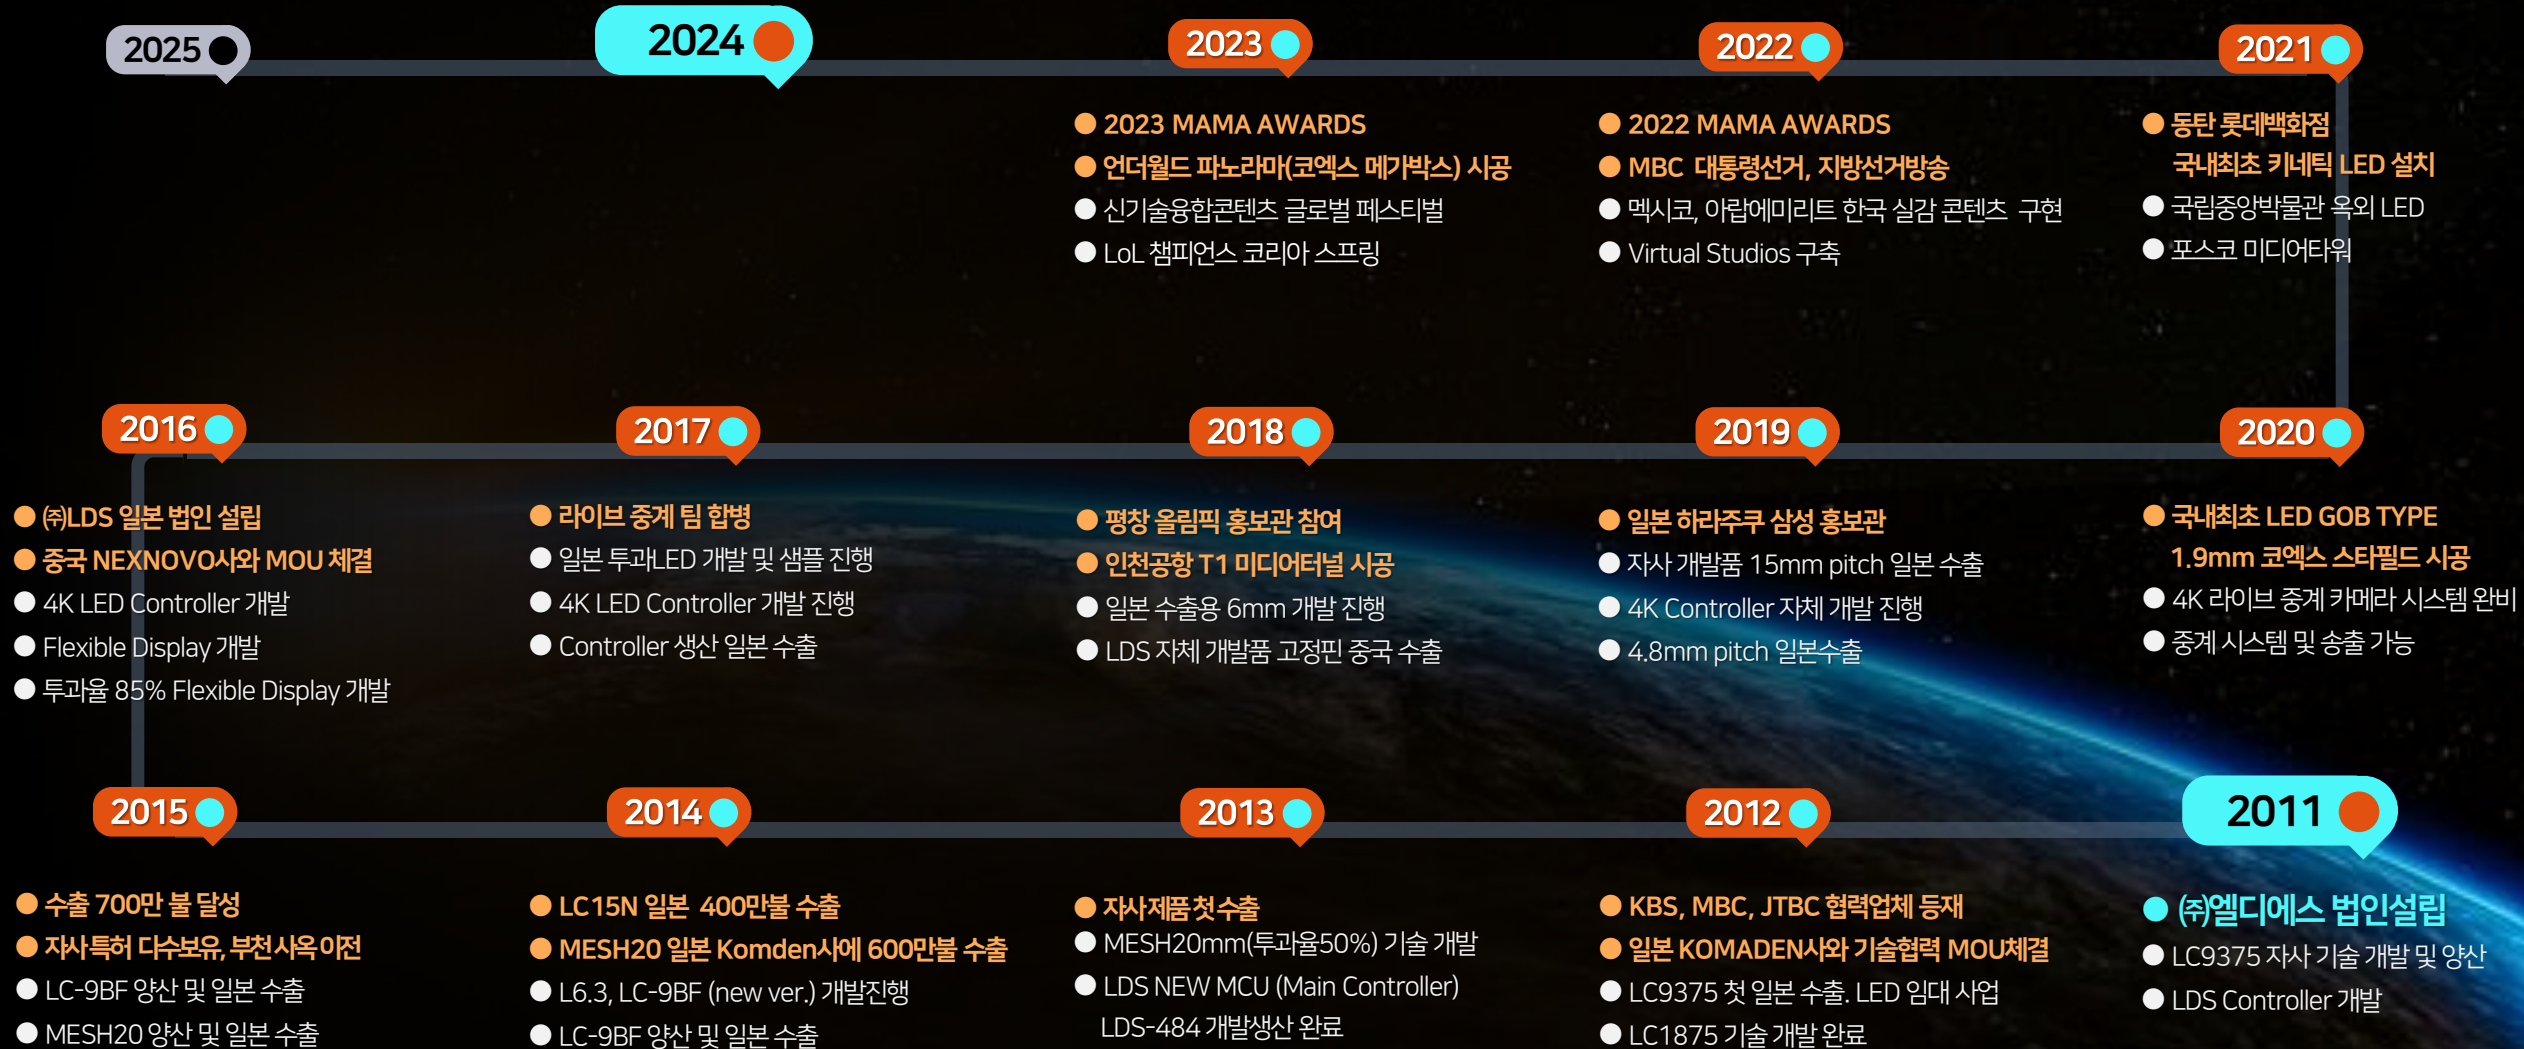 2025
2024
2023
2023 MAMA AWARDS
언더월드 파노라마(코엑스 메가박스) 시공
신기술융합콘텐츠 글로벌 페스티벌
LoL 챔피언스 코리아 스프링
2022
2022 MAMA AWARDS
MBC 대통령선거, 지방선거방송
멕시코, 아랍에미리트 한국 실감 콘텐츠 구현
Virtual Studios 구축
2021
동탄 롯데백화점
국내최초 키네틱 LED 설치
국립중앙박물관 옥외 LED
포스코 미디어타워
2016
㈜LDS 일본 법인 설립
중국 NEXNOVO사와 MOU 체결
4K LED Controller 개발
Flexible Display 개발
투과율 85% Flexible Display 개발
2017
라이브 중계 팀 합병
일본 투과LED 개발 및 샘플 진행
4K LED Controller 개발 진행
Controller 생산 일본 수출
2018
평창 올림픽 홍보관 참여
인천공항 T1 미디어터널 시공
일본 수출용 6mm 개발 진행
LDS 자체 개발품 고정핀 중국 수출
2019
일본 하라주쿠 삼성 홍보관
자사 개발품 15mm pitch 일본 수출
4K Controller 자체 개발 진행
4.8mm pitch 일본수출
2020
국내최초 LED GOB TYPE
1.9mm 코엑스 스타필드 시공
4K 라이브 중계 카메라 시스템 완비
중계 시스템 및 송출 가능
2015
수출 700만 불 달성
자사 특허 다수보유, 부천 사옥 이전
LC-9BF 양산 및 일본 수출
MESH20 양산 및 일본 수출
2014
LC15N 일본 400만불 수출
MESH20 일본 Komden사에 600만불 수출
L6.3, LC-9BF (new ver.) 개발진행
LC-9BF 양산 및 일본 수출
2013
자사 제품 첫 수출
MESH20mm(투과율50%) 기술 개발
LDS NEW MCU (Main Controller)
LDS-484 개발생산 완료
2012
KBS, MBC, JTBC 협력업체 등재
일본 KOMADEN사와 기술협력 MOU체결
LC9375 첫 일본 수출. LED 임대 사업
LC1875 기술 개발 완료
2011
㈜엘디에스 법인설립
LC9375 자사 기술 개발 및 양산
LDS Controller 개발